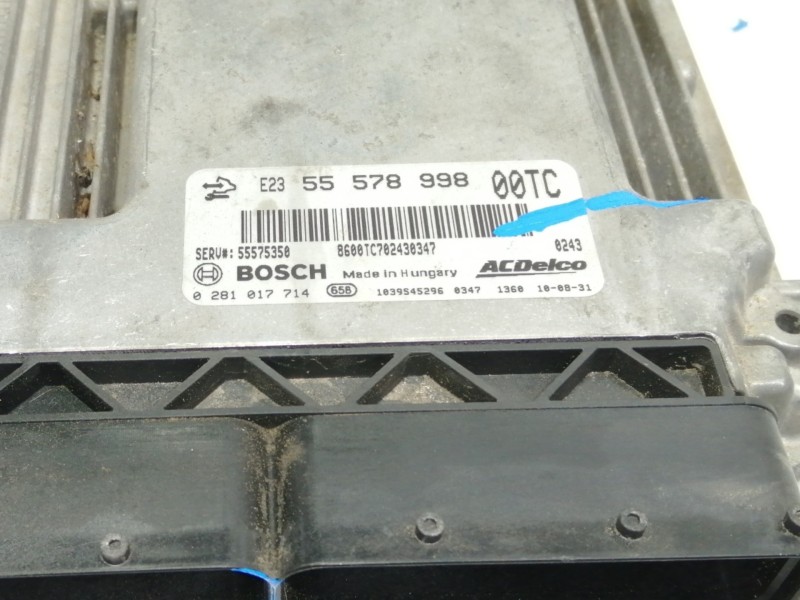 E23 55 578 998 00TC
SERV#: 55575350 8600TC702430347 0243
BOSCH Made in Hungary ACDelco
0 281 017 714 658 1039S45296 0347 1360 10-08-31